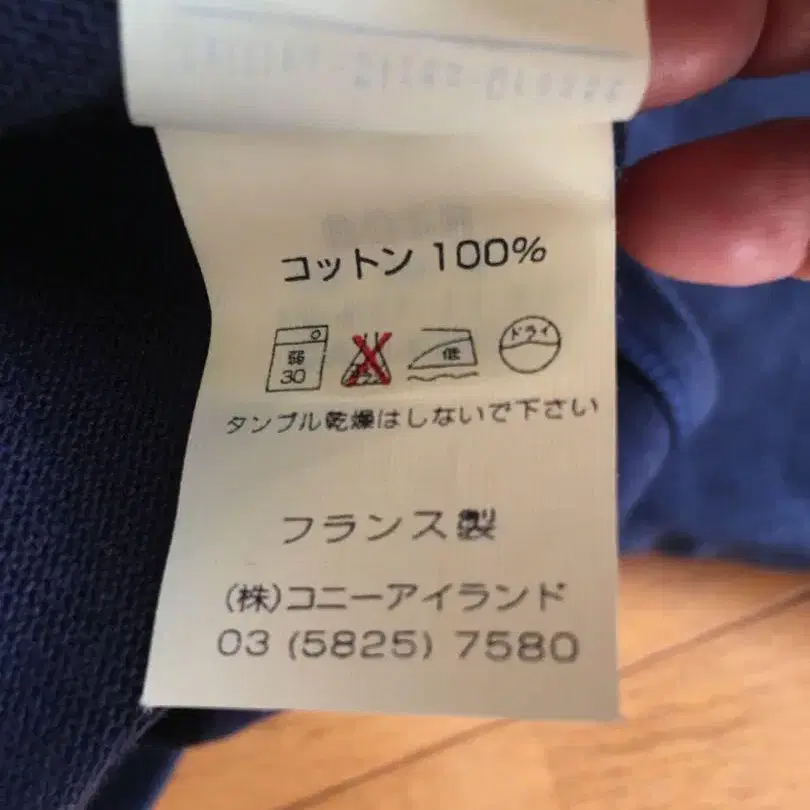 コットン 100%
弱
30
低
ドライ
タンブル乾燥はしないで下さい
フランス製
(株)コニーアイランド
03 (5825) 7580